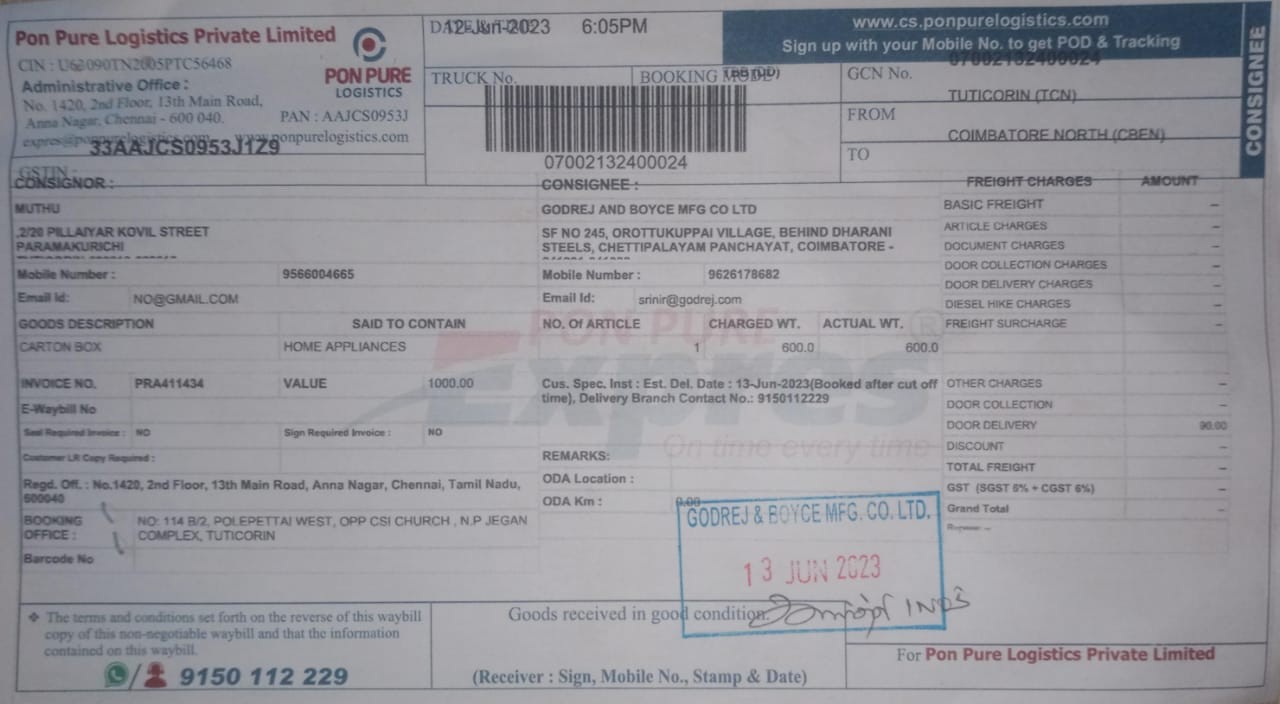 Pon Pure Logistics Private Limited
CIN : U63090TN2005PTC56468
Administrative Office :
No. 1420, 2nd Floor, 13th Main Road,
Anna Nagar, Chennai - 600 040.
PAN : AAJCS0953J
expres@ponpurelogistics.com www.ponpurelogistics.com
33AAJCS0953J1Z9
GSTIN :
PON PURE
LOGISTICS
12-Jun-2023 6:05PM
TRUCK No.
BOOKING MODE
07002132400024
www.cs.ponpurelogistics.com
Sign up with your Mobile No. to get POD & Tracking
07002132400024
GCN No.
TUTICORIN (TCN)
FROM
COIMBATORE NORTH (CBEN)
TO
CONSIGNEE
CONSIGNOR :
MUTHU
,2/20 PILLAIYAR KOVIL STREET
PARAMAKURICHI
Mobile Number : 9566004665
Email Id: NO@GMAIL.COM
CONSIGNEE :
GODREJ AND BOYCE MFG CO LTD
SF NO 245, OROTTUKUPPAI VILLAGE, BEHIND DHARANI
STEELS, CHETTIPALAYAM PANCHAYAT, COIMBATORE -
Mobile Number : 9626178682
Email Id: srinir@godrej.com
GOODS DESCRIPTION SAID TO CONTAIN NO. OF ARTICLE CHARGED WT. ACTUAL WT.
CARTON BOX HOME APPLIANCES 1 600.0 600.0
INVOICE NO. PRA411434 VALUE 1000.00
E-Waybill No
Seal Required Invoice : NO Sign Required Invoice : NO
Customer LR Copy Required :
Regd. Off. : No.1420, 2nd Floor, 13th Main Road, Anna Nagar, Chennai, Tamil Nadu,
600040
BOOKING OFFICE : NO: 114 B/2, POLEPETTAI WEST, OPP CSI CHURCH , N.P JEGAN
COMPLEX, TUTICORIN
Barcode No
Cus. Spec. Inst : Est. Del. Date : 13-Jun-2023(Booked after cut off
time), Delivery Branch Contact No.: 9150112229
REMARKS:
ODA Location :
ODA Km : 0.00
PON PURE
Expres ®
On time every time
FREIGHT CHARGES AMOUNT
BASIC FREIGHT –
ARTICLE CHARGES –
DOCUMENT CHARGES –
DOOR COLLECTION CHARGES –
DOOR DELIVERY CHARGES –
DIESEL HIKE CHARGES –
FREIGHT SURCHARGE –
OTHER CHARGES –
DOOR COLLECTION –
DOOR DELIVERY 90.00
DISCOUNT –
TOTAL FREIGHT –
GST (SGST 6% + CGST 6%) –
Grand Total –
GODREJ & BOYCE MFG. CO. LTD.
13 JUN 2023
❖ The terms and conditions set forth on the reverse of this waybill
copy of this non-negotiable waybill and that the information
contained on this waybill.
9150 112 229
Goods received in good condition.
(Receiver : Sign, Mobile No., Stamp & Date)
For Pon Pure Logistics Private Limited